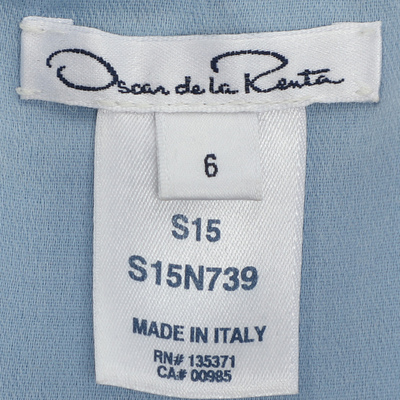 Oscar de la Renta
6
S15
S15N739
MADE IN ITALY
RN# 135371
CA# 00985